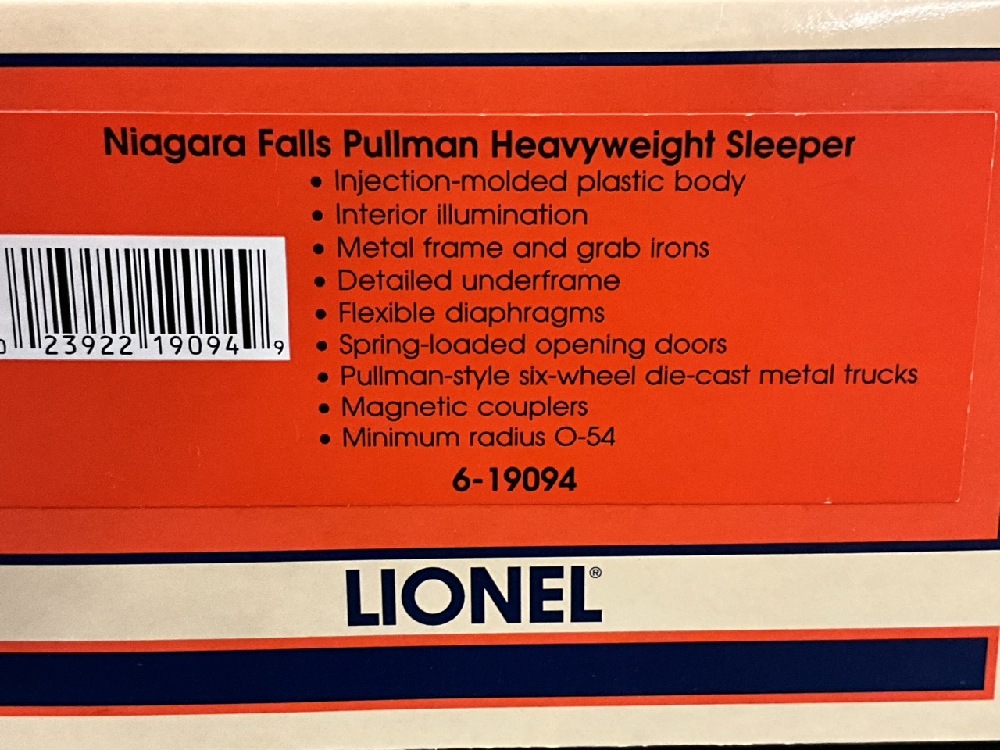 Niagara Falls Pullman Heavyweight Sleeper
• Injection-molded plastic body
• Interior illumination
• Metal frame and grab irons
• Detailed underframe
• Flexible diaphragms
• Spring-loaded opening doors
• Pullman-style six-wheel die-cast metal trucks
• Magnetic couplers
• Minimum radius O-54
6-19094
0 23922 19094 9
LIONEL®